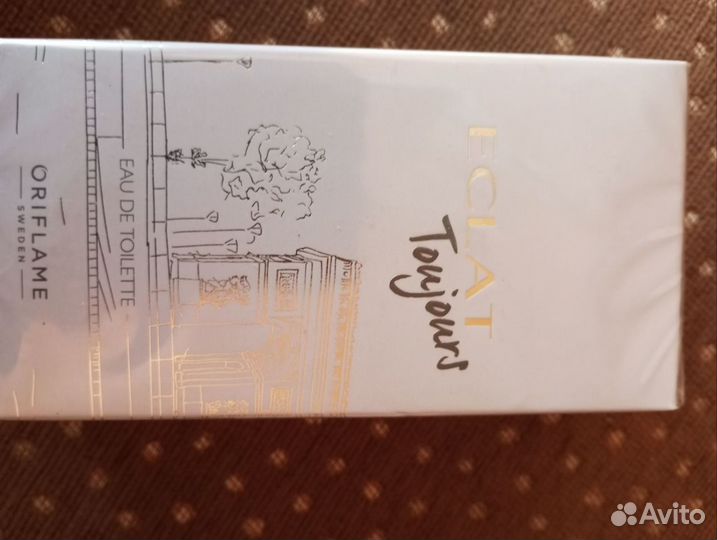 ECLAT
Toujours
EAU DE TOILETTE
ORIFLAME
SWEDEN
Avito